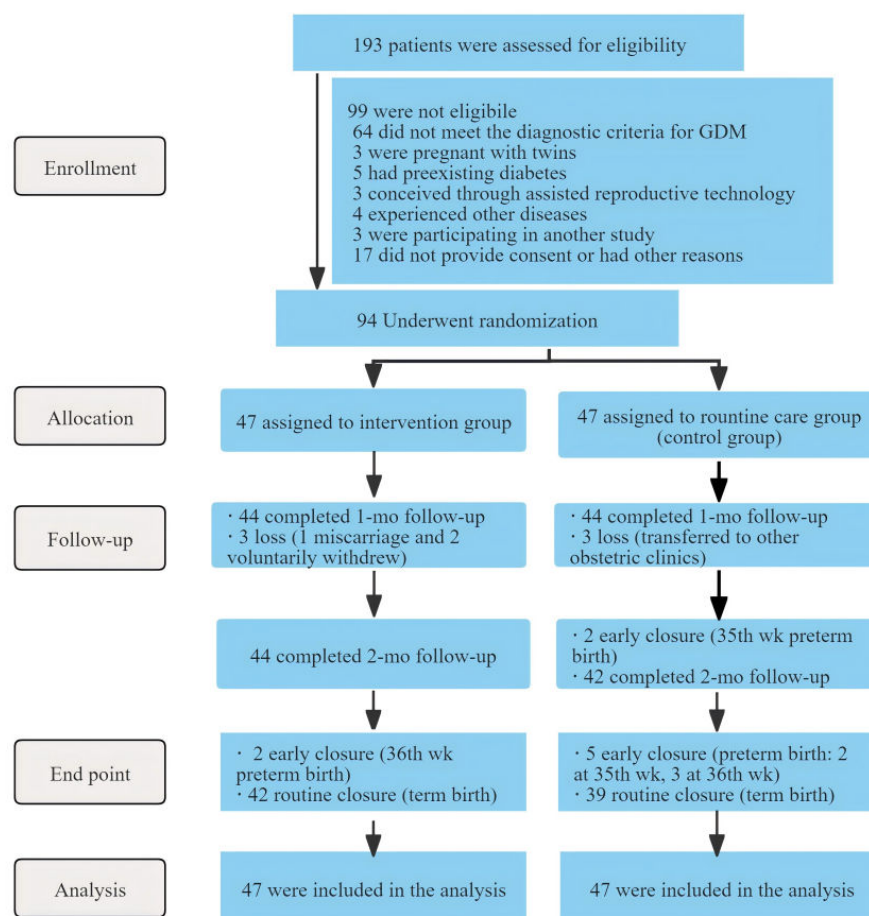 193 patients were assessed for eligibility
Enrollment
99 were not eligibile
64 did not meet the diagnostic criteria for GDM
3 were pregnant with twins
5 had preexisting diabetes
3 conceived through assisted reproductive technology
4 experienced other diseases
3 were participating in another study
17 did not provide consent or had other reasons
94 Underwent randomization
Allocation
47 assigned to intervention group
47 assigned to rountine care group
(control group)
Follow-up
· 44 completed 1-mo follow-up
· 3 loss (1 miscarriage and 2
voluntarily withdrew)
· 44 completed 1-mo follow-up
· 3 loss (transferred to other
obstetric clinics)
44 completed 2-mo follow-up
· 2 early closure (35th wk preterm
birth)
· 42 completed 2-mo follow-up
End point
· 2 early closure (36th wk
preterm birth)
· 42 routine closure (term birth)
· 5 early closure (preterm birth: 2
at 35th wk, 3 at 36th wk)
· 39 routine closure (term birth)
Analysis
47 were included in the analysis
47 were included in the analysis